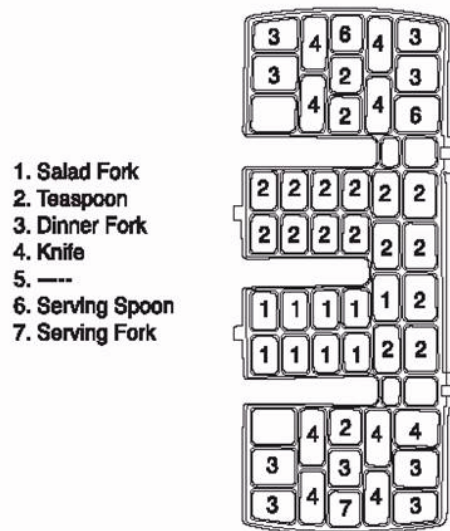 1. Salad Fork
2. Teaspoon
3. Dinner Fork
4. Knife
5. ----
6. Serving Spoon
7. Serving Fork
3 4 6 4 3
3 2 3
4 2 4 6
2 2 2 2 2 2
2 2 2 2 2 2
1 1 1 1 1 2
1 1 1 1 2 2
4 2 4 4
3 3 3
3 4 7 4 3